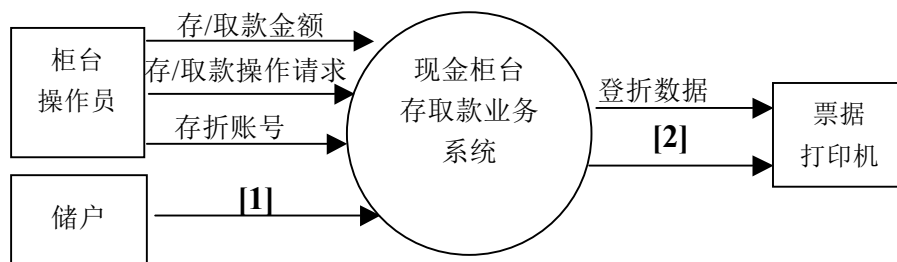 柜台
操作员
存/取款金额
存/取款操作请求
存折账号
储户
[1]
现金柜台
存取款业务
系统
登折数据
[2]
票据
打印机